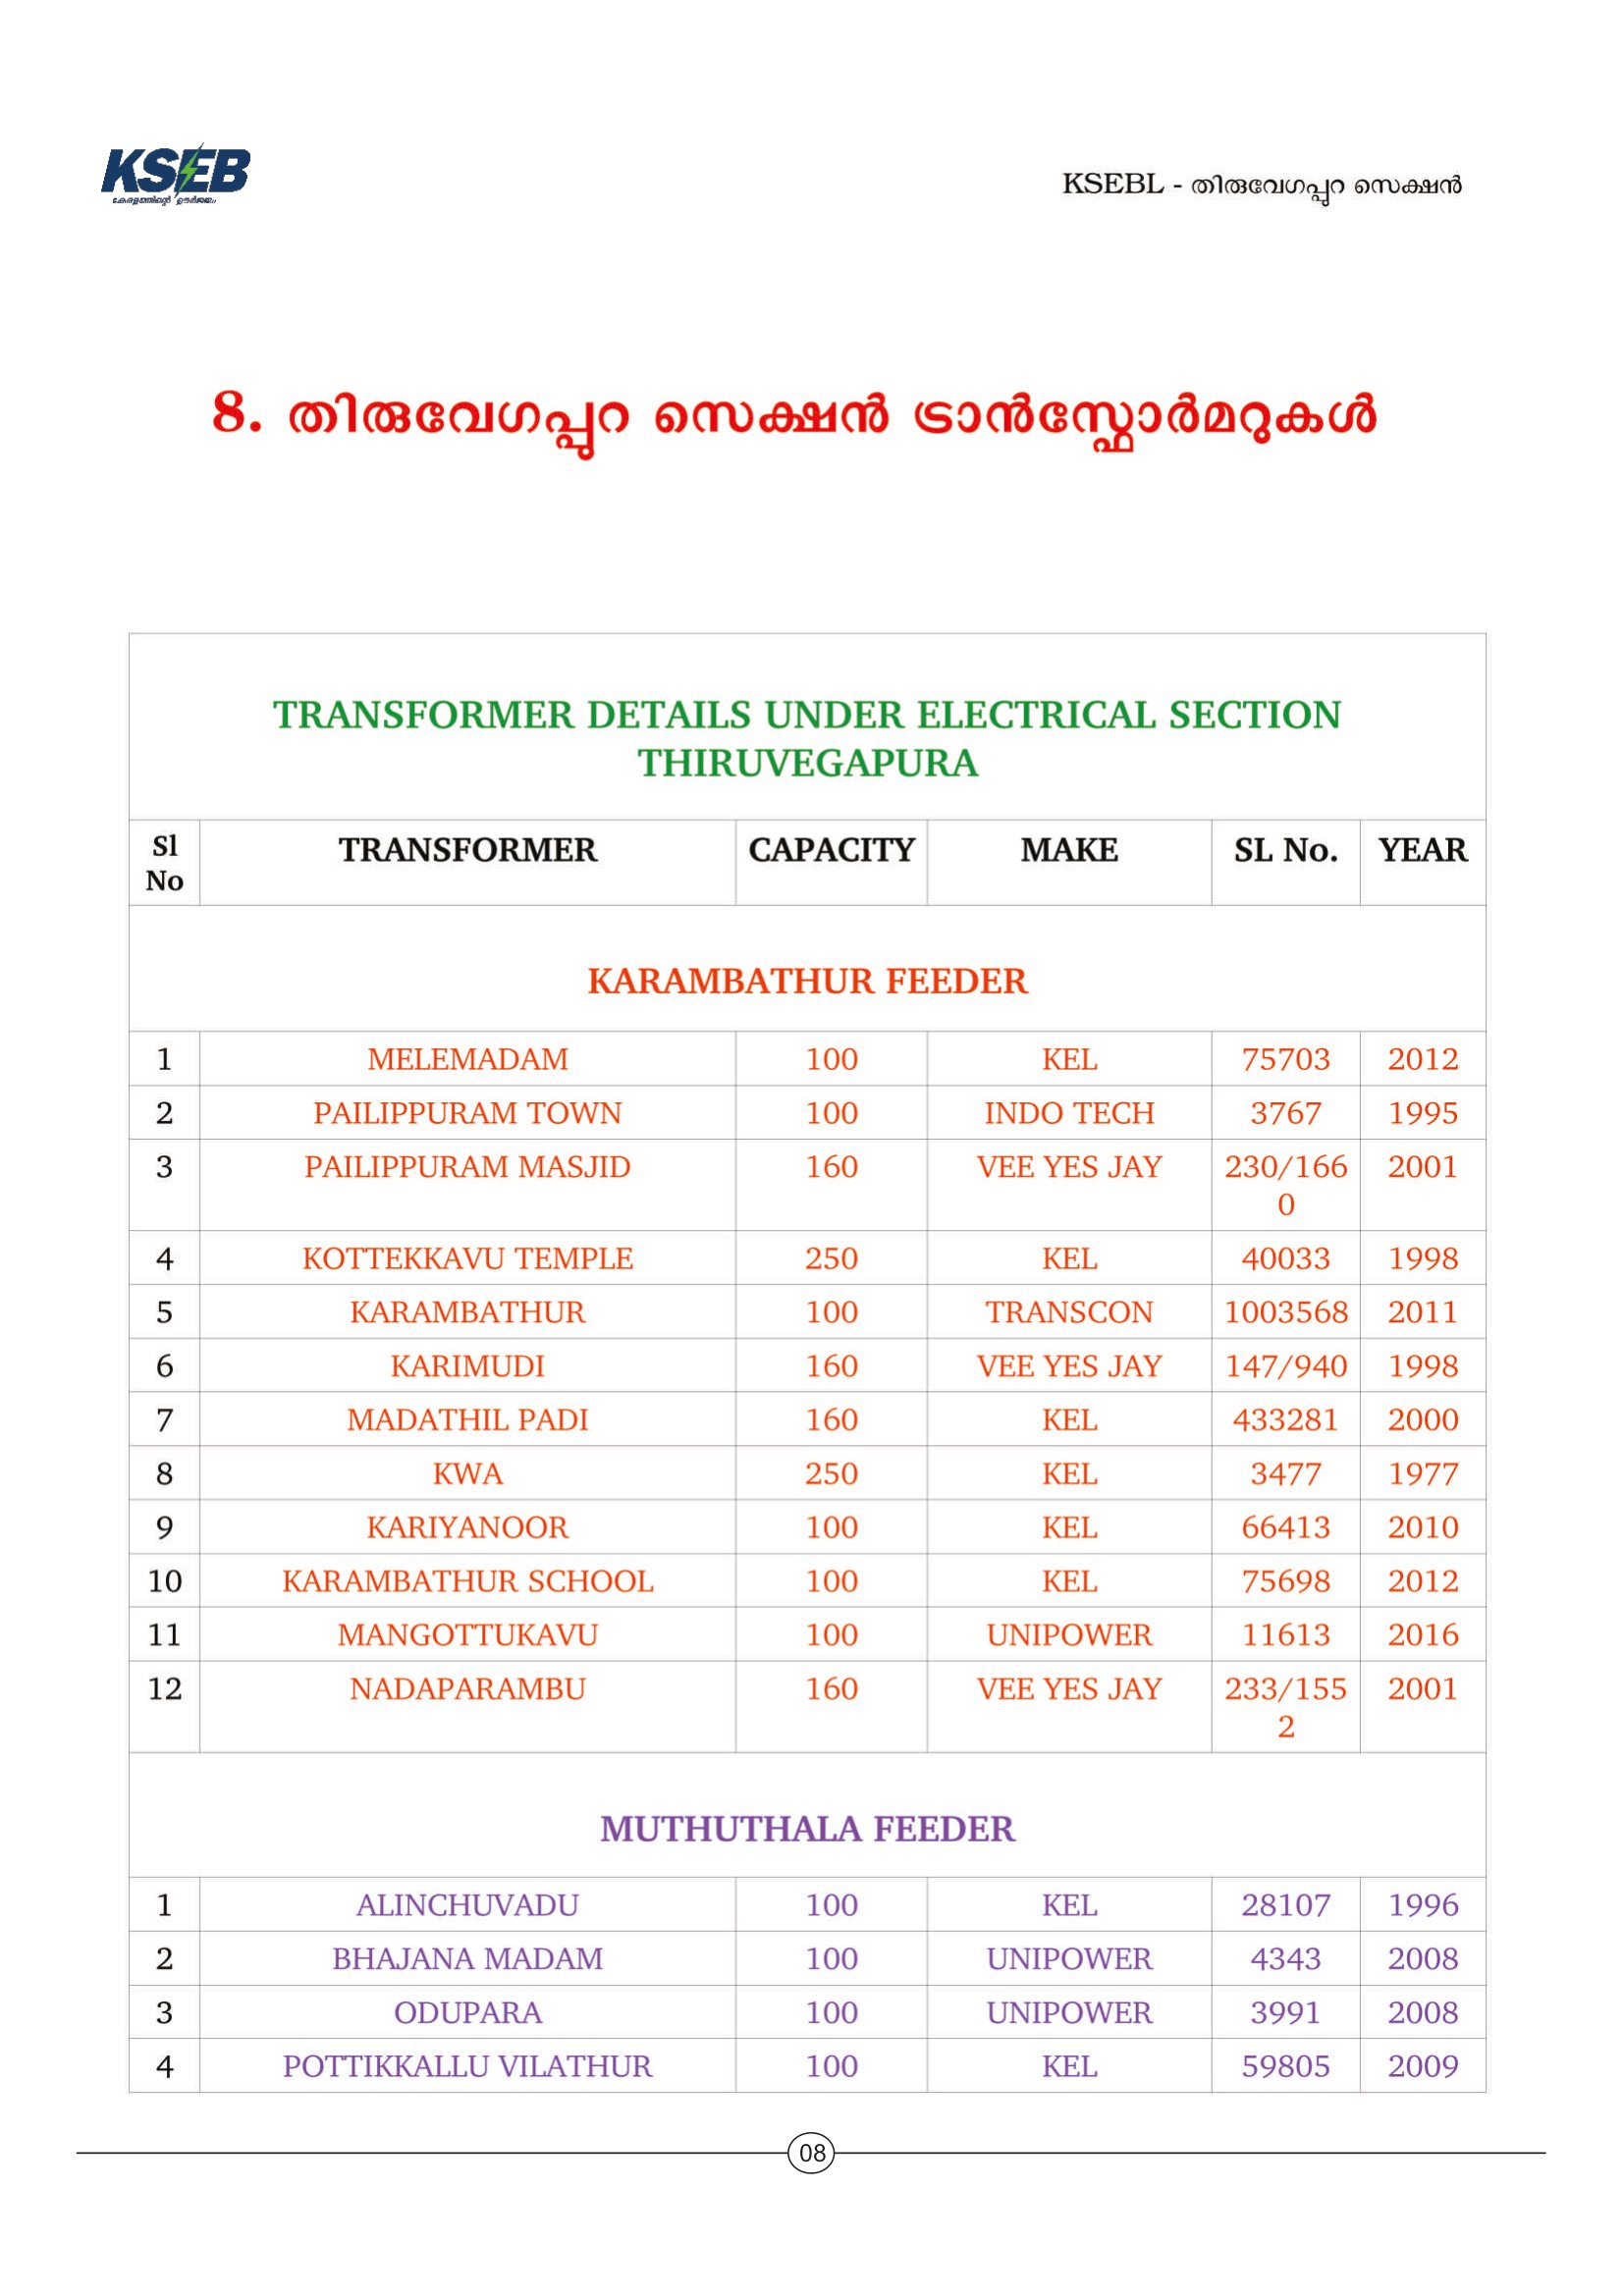 KSEB
കേരളത്തിന്റെ ഊർജ്ജം
KSEBL - തിരുവേഗപ്പുറ സെക്ഷൻ
8. തിരുവേഗപ്പുറ സെക്ഷൻ ട്രാൻസ്ഫോർമറുകൾ
TRANSFORMER DETAILS UNDER ELECTRICAL SECTION
THIRUVEGAPURA
Sl No TRANSFORMER CAPACITY MAKE SL No. YEAR
KARAMBATHUR FEEDER
1 MELEMADAM 100 KEL 75703 2012
2 PAILIPPURAM TOWN 100 INDO TECH 3767 1995
3 PAILIPPURAM MASJID 160 VEE YES JAY 230/166 2001
0
4 KOTTEKKAVU TEMPLE 250 KEL 40033 1998
5 KARAMBATHUR 100 TRANSCON 1003568 2011
6 KARIMUDI 160 VEE YES JAY 147/940 1998
7 MADATHIL PADI 160 KEL 433281 2000
8 KWA 250 KEL 3477 1977
9 KARIYANOOR 100 KEL 66413 2010
10 KARAMBATHUR SCHOOL 100 KEL 75698 2012
11 MANGOTTUKAVU 100 UNIPOWER 11613 2016
12 NADAPARAMBU 160 VEE YES JAY 233/155 2001
2
MUTHUTHALA FEEDER
1 ALINCHUVADU 100 KEL 28107 1996
2 BHAJANA MADAM 100 UNIPOWER 4343 2008
3 ODUPARA 100 UNIPOWER 3991 2008
4 POTTIKKALLU VILATHUR 100 KEL 59805 2009
08